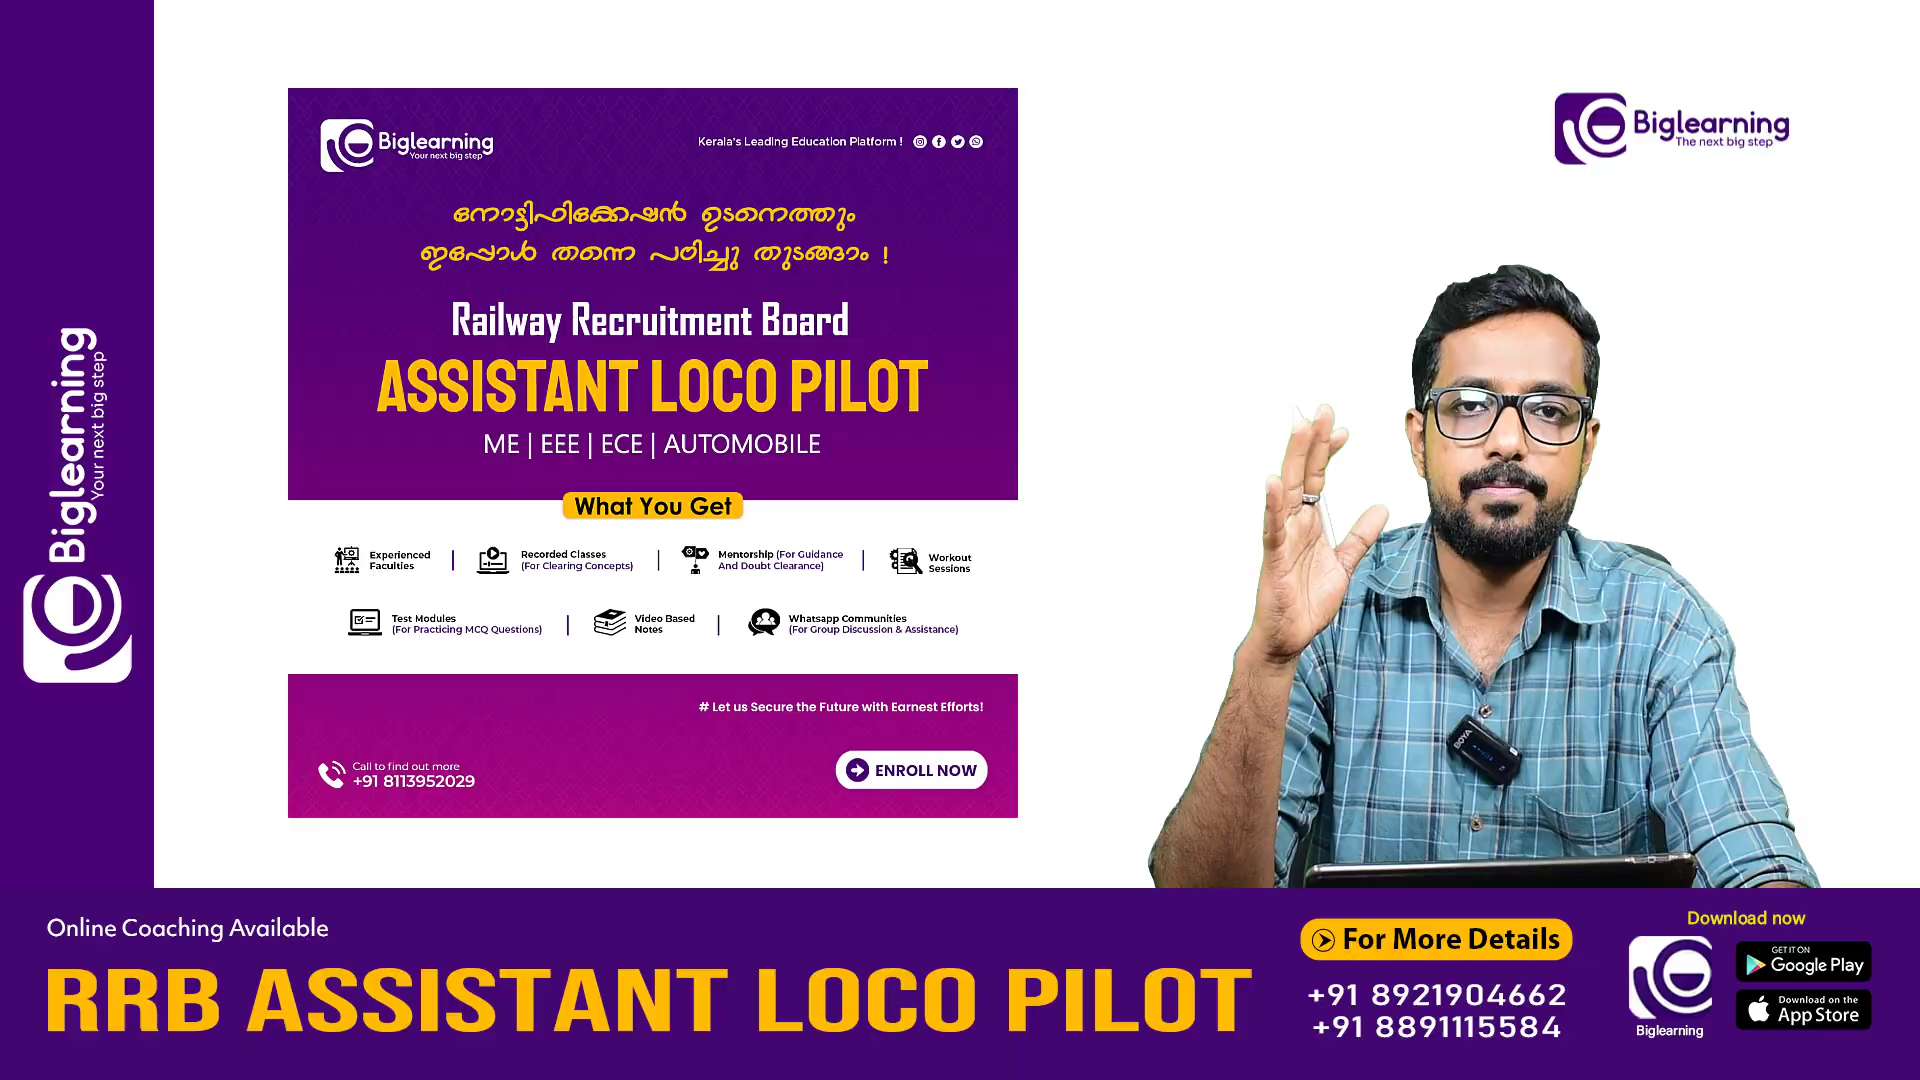 Biglearning
Your next big step
Biglearning
Your next big step
Kerala's Leading Education Platform !
നോട്ടിഫിക്കേഷൻ ഉടനെത്തും
ഇപ്പോൾ തന്നെ പഠിച്ചു തുടങ്ങാം !
Railway Recruitment Board
ASSISTANT LOCO PILOT
ME | EEE | ECE | AUTOMOBILE
What You Get
Experienced
Faculties
Recorded Classes
(For Clearing Concepts)
Mentorship (For Guidance
And Doubt Clearance)
Workout
Sessions
Test Modules
(For Practicing MCQ Questions)
Video Based
Notes
Whatsapp Communities
(For Group Discussion & Assistance)
# Let us Secure the Future with Earnest Efforts!
Call to find out more
+91 8113952029
ENROLL NOW
Biglearning
The next big step
BOYA
Online Coaching Available
RRB ASSISTANT LOCO PILOT
For More Details
+91 8921904662
+91 8891115584
Download now
Biglearning
GET IT ON
Google Play
Download on the
App Store